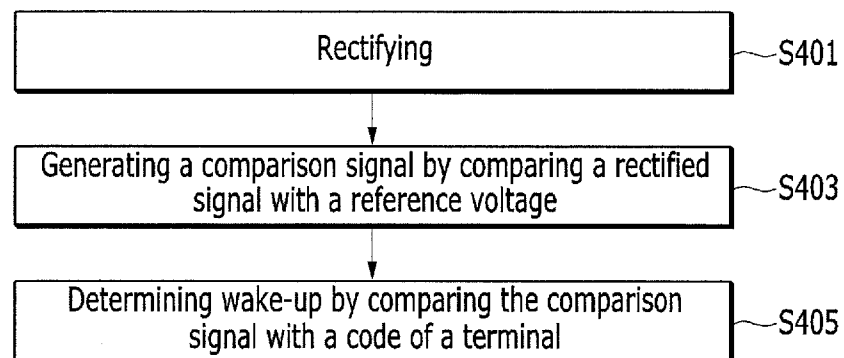 Rectifying
S401
Generating a comparison signal by comparing a rectified
signal with a reference voltage
S403
Determining wake-up by comparing the comparison
signal with a code of a terminal
S405